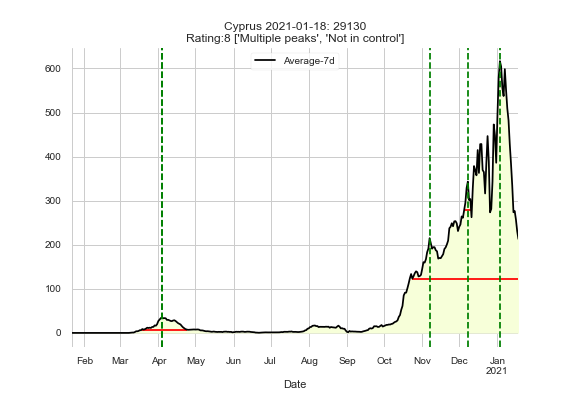 Cyprus 2021-01-18: 29130
Rating:8 ['Multiple peaks', 'Not in control']
Average-7d
600
500
400
300
200
100
0
Feb Mar Apr May Jun Jul Aug Sep Oct Nov Dec Jan
2021
Date